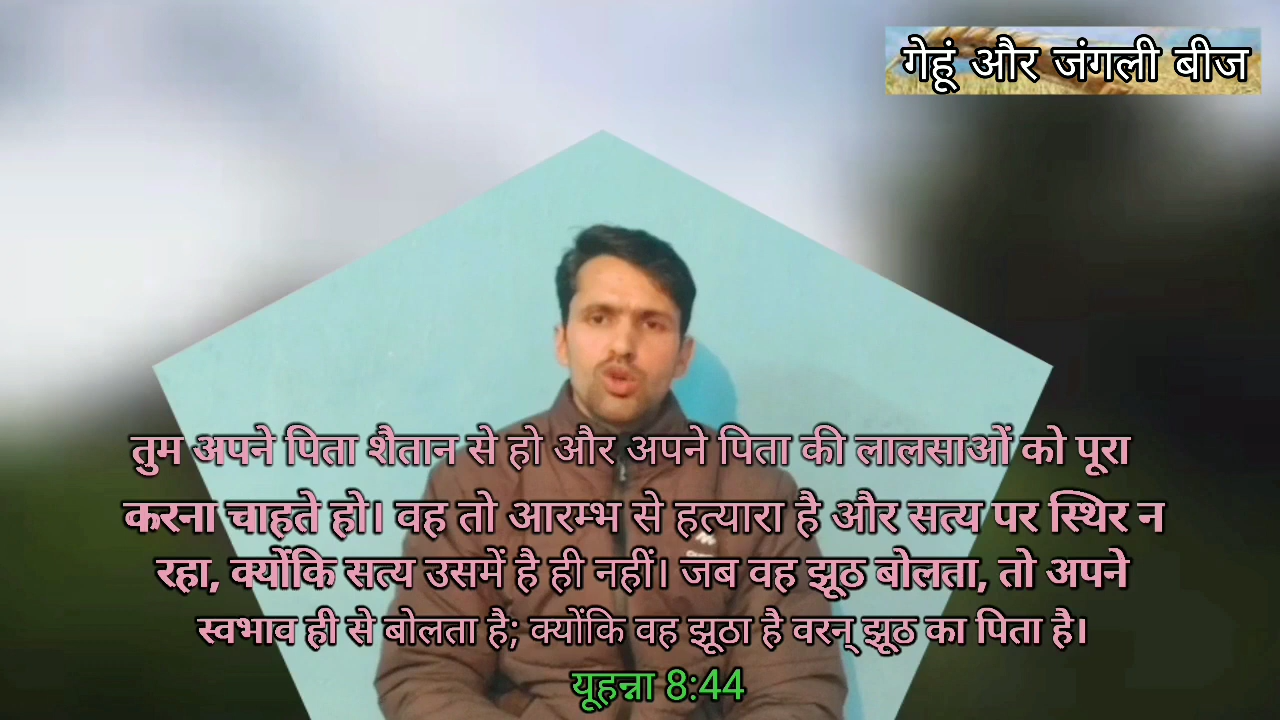 गेहूं और जंगली बीज
तुम अपने पिता शैतान से हो और अपने पिता की लालसाओं को पूरा
करना चाहते हो। वह तो आरम्भ से हत्यारा है और सत्य पर स्थिर न
रहा, क्योंकि सत्य उसमें है ही नहीं। जब वह झूठ बोलता, तो अपने
स्वभाव ही से बोलता है; क्योंकि वह झूठा है वरन् झूठ का पिता है।
यूहन्ना 8:44